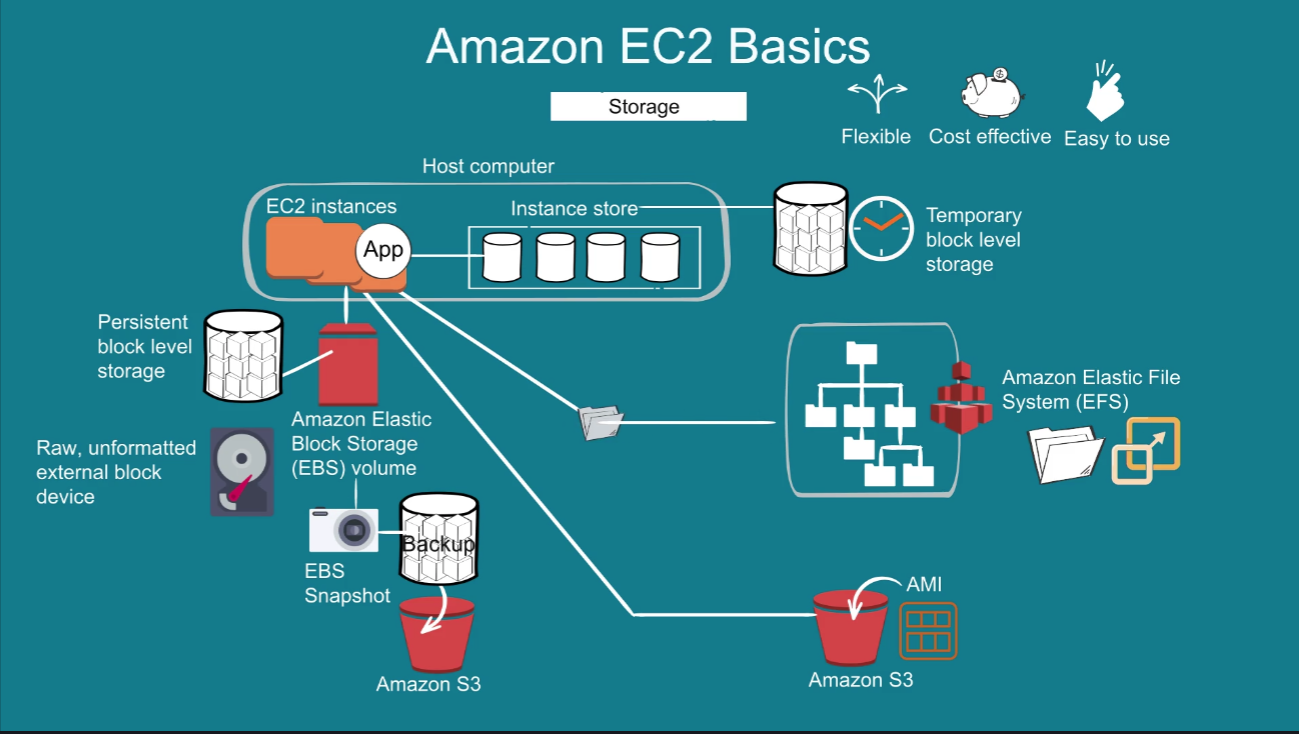 Amazon EC2 Basics
Storage
Flexible
Cost effective
Easy to use
Host computer
EC2 instances
App
Instance store
Temporary
block level
storage
Persistent
block level
storage
Amazon Elastic
Block Storage
(EBS) volume
Raw, unformatted
external block
device
Amazon Elastic File
System (EFS)
Backup
EBS
Snapshot
Amazon S3
AMI
Amazon S3